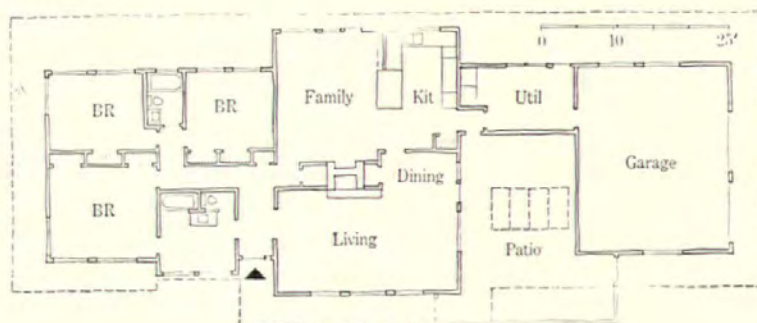 0 10 25'
BR
BR
Family
Kit
Util
Garage
BR
Living
Dining
Patio